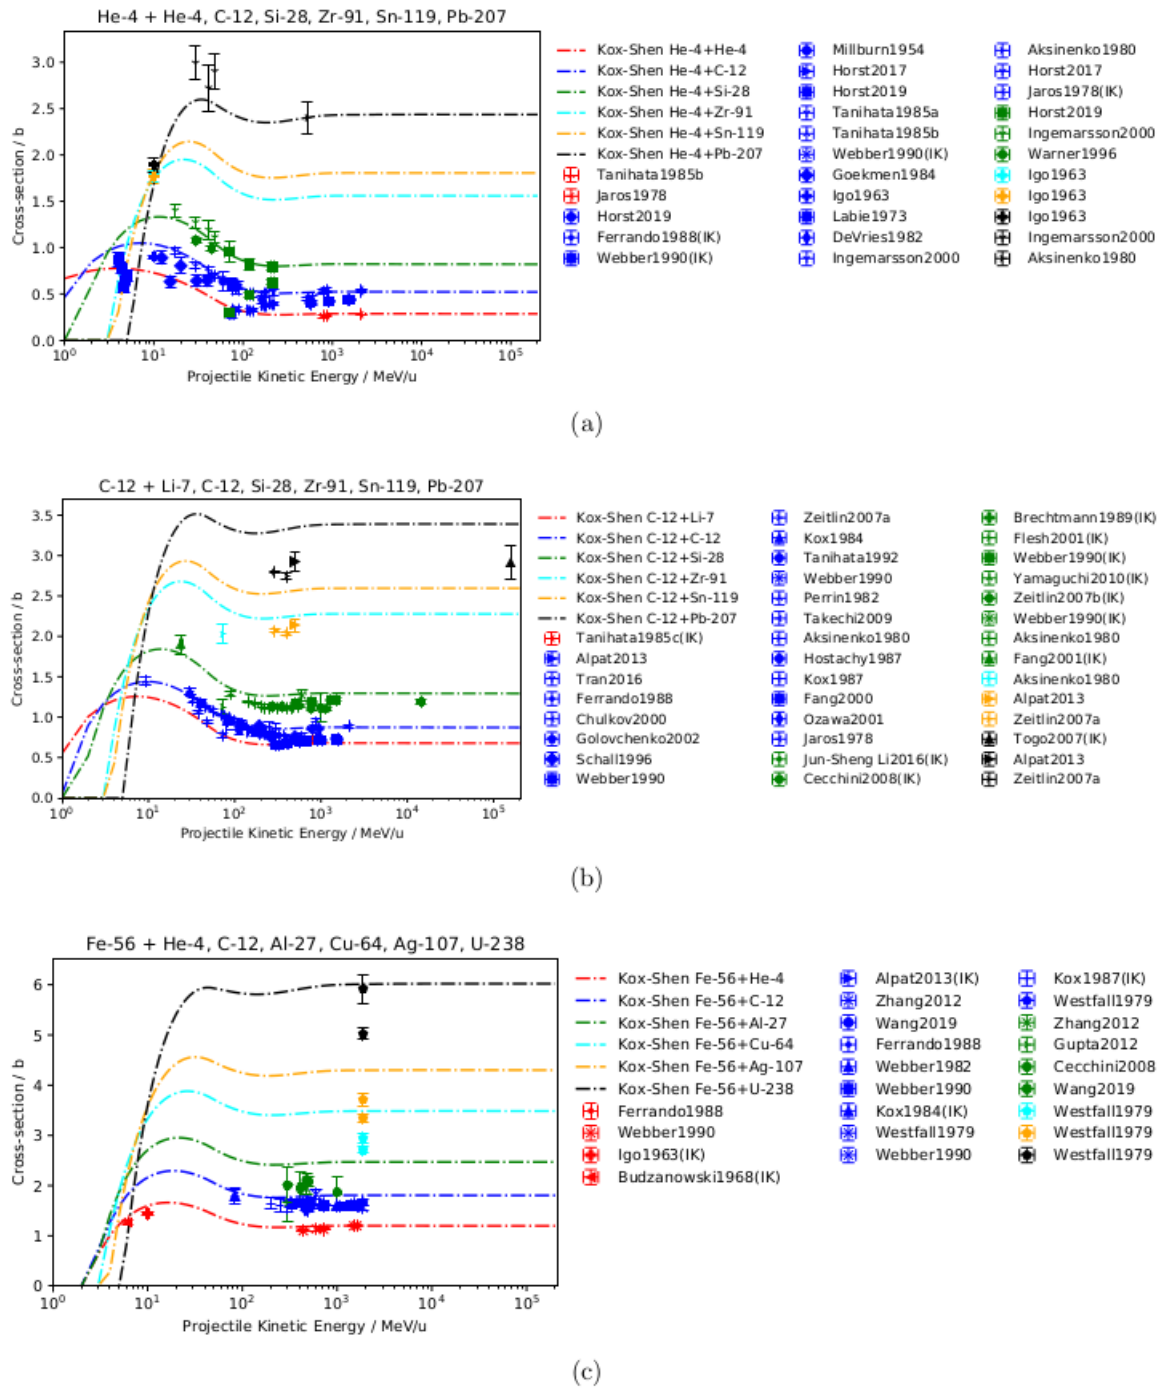 He-4 + He-4, C-12, Si-28, Zr-91, Sn-119, Pb-207
Cross-section / b
3.0
2.5
2.0
1.5
1.0
0.5
0.0
10^0 10^1 10^2 10^3 10^4 10^5
Projectile Kinetic Energy / MeV/u
Kox-Shen He-4+He-4
Kox-Shen He-4+C-12
Kox-Shen He-4+Si-28
Kox-Shen He-4+Zr-91
Kox-Shen He-4+Sn-119
Kox-Shen He-4+Pb-207
Tanihata1985b
Jaros1978
Horst2019
Ferrando1988(IK)
Webber1990(IK)
Millburn1954
Horst2017
Horst2019
Tanihata1985a
Tanihata1985b
Webber1990(IK)
Goekmen1984
Igo1963
Labie1973
DeVries1982
Ingemarsson2000
Aksinenko1980
Horst2017
Jaros1978(IK)
Horst2019
Ingemarsson2000
Warner1996
Igo1963
Igo1963
Igo1963
Ingemarsson2000
Aksinenko1980
(a)
C-12 + Li-7, C-12, Si-28, Zr-91, Sn-119, Pb-207
Cross-section / b
3.5
3.0
2.5
2.0
1.5
1.0
0.5
0.0
10^0 10^1 10^2 10^3 10^4 10^5
Projectile Kinetic Energy / MeV/u
Kox-Shen C-12+Li-7
Kox-Shen C-12+C-12
Kox-Shen C-12+Si-28
Kox-Shen C-12+Zr-91
Kox-Shen C-12+Sn-119
Kox-Shen C-12+Pb-207
Tanihata1985c(IK)
Alpat2013
Tran2016
Ferrando1988
Chulkov2000
Golovchenko2002
Schall1996
Webber1990
Zeitlin2007a
Kox1984
Tanihata1992
Webber1990
Perrin1982
Takechi2009
Aksinenko1980
Hostachy1987
Kox1987
Fang2000
Ozawa2001
Jaros1978
Jun-Sheng Li2016(IK)
Cecchini2008(IK)
Brechtmann1989(IK)
Flesh2001(IK)
Webber1990(IK)
Yamaguchi2010(IK)
Zeitlin2007b(IK)
Webber1990(IK)
Aksinenko1980
Fang2001(IK)
Aksinenko1980
Alpat2013
Zeitlin2007a
Togo2007(IK)
Alpat2013
Zeitlin2007a
(b)
Fe-56 + He-4, C-12, Al-27, Cu-64, Ag-107, U-238
Cross-section / b
6
5
4
3
2
1
0
10^0 10^1 10^2 10^3 10^4 10^5
Projectile Kinetic Energy / MeV/u
Kox-Shen Fe-56+He-4
Kox-Shen Fe-56+C-12
Kox-Shen Fe-56+Al-27
Kox-Shen Fe-56+Cu-64
Kox-Shen Fe-56+Ag-107
Kox-Shen Fe-56+U-238
Ferrando1988
Webber1990
Igo1963(IK)
Budzanowski1968(IK)
Alpat2013(IK)
Zhang2012
Wang2019
Ferrando1988
Webber1982
Webber1990
Kox1984(IK)
Westfall1979
Webber1990
Kox1987(IK)
Westfall1979
Zhang2012
Gupta2012
Cecchini2008
Wang2019
Westfall1979
Westfall1979
Westfall1979
(c)